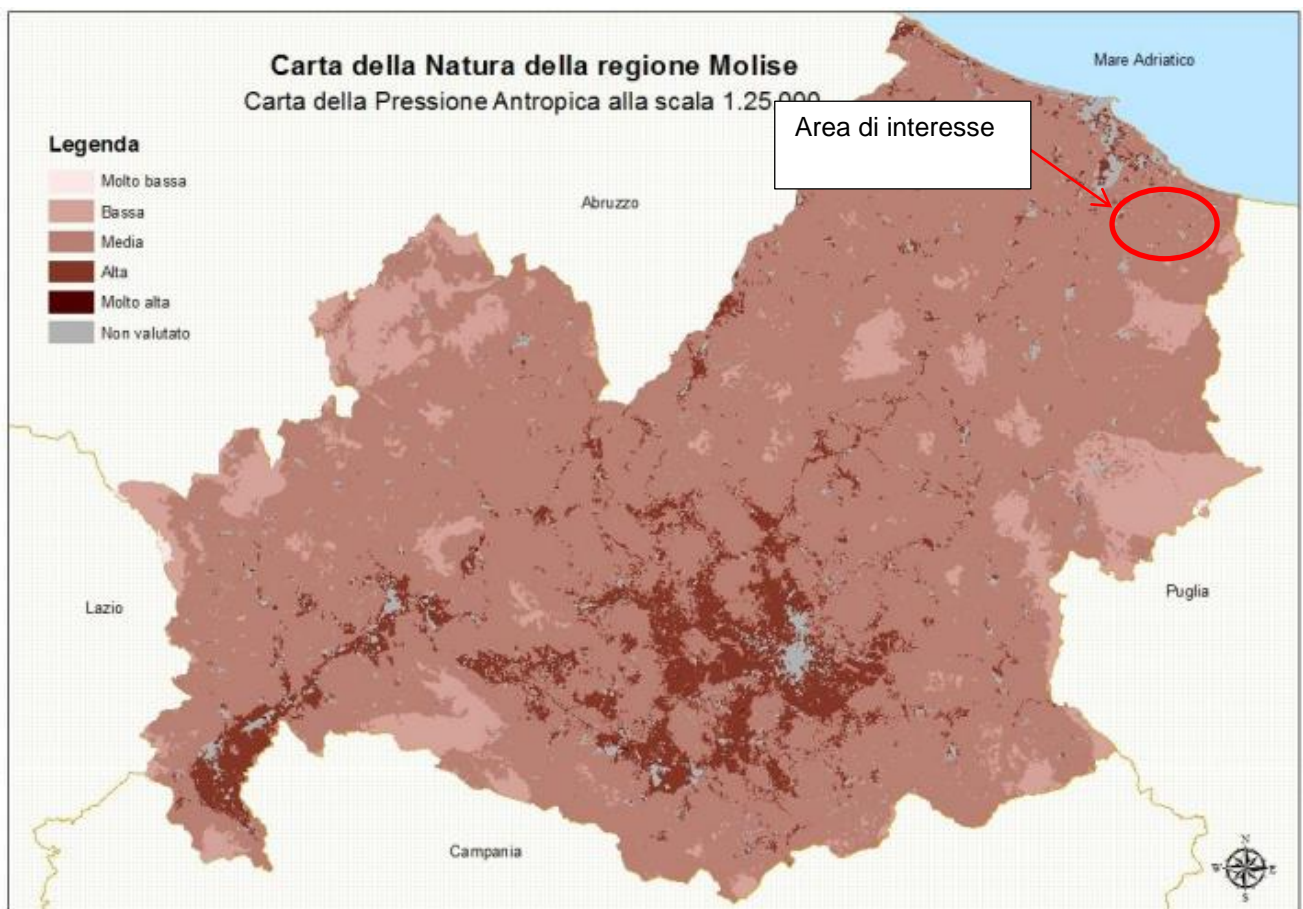 Carta della Natura della regione Molise
Carta della Pressione Antropica alla scala 1.25.000
Mare Adriatico
Area di interesse
Legenda
Molto bassa
Bassa
Media
Alta
Molto alta
Non valutato
Abruzzo
Lazio
Puglia
Campania
N
W
E
S